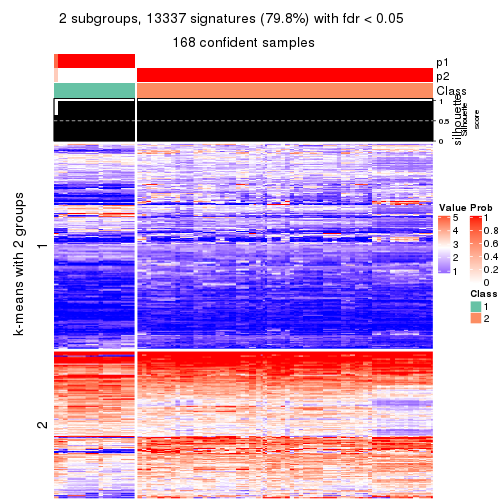 2 subgroups, 13337 signatures (79.8%) with fdr < 0.05
168 confident samples
p1
p2
Class
silhouette
Silhouette
score
1
0.5
0
k-means with 2 groups
1
2
Value
5
4
3
2
1
Prob
1
0.8
0.6
0.4
0.2
0
Class
1
2